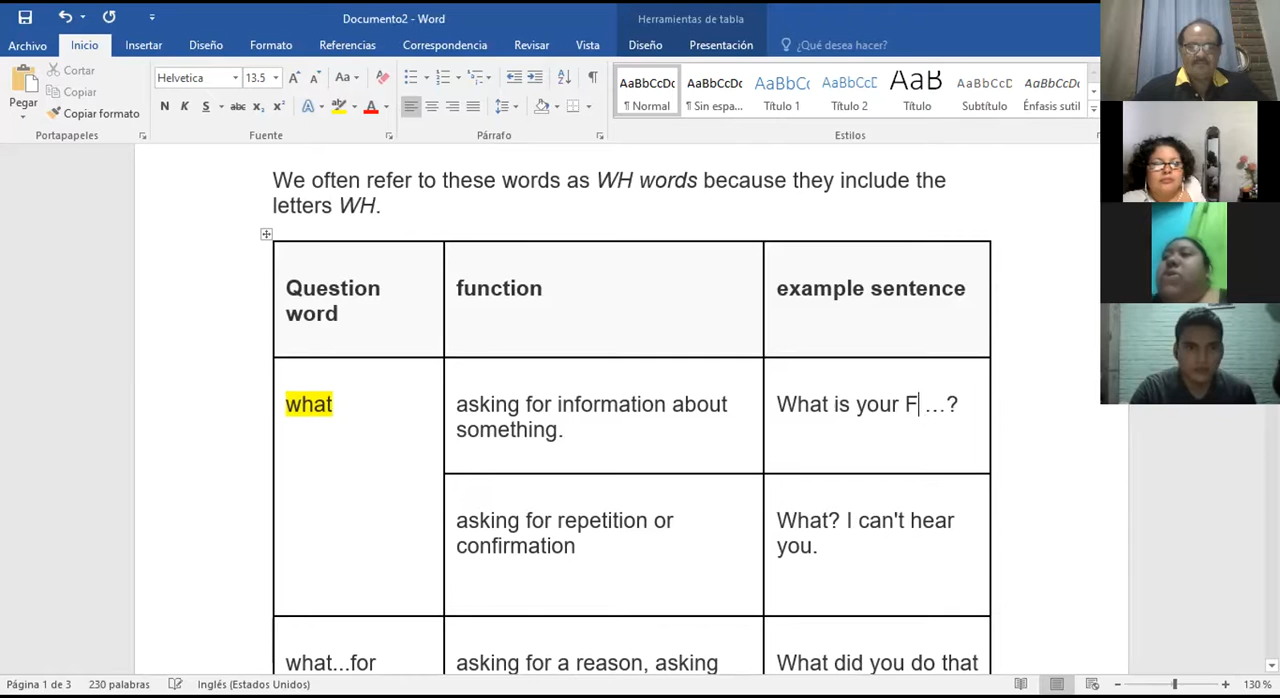 Documento2 - Word
Herramientas de tabla
Archivo Inicio Insertar Diseño Formato Referencias Correspondencia Revisar Vista Diseño Presentación ¿Qué desea hacer?
Pegar
Cortar
Copiar
Copiar formato
Portapapeles
Helvetica 13.5
N K S abc x₂ x²
Fuente
Párrafo
AaBbCcDc AaBbCcDc AaBbCc AaBbCcC AaB AaBbCcD AaBbCcDc
¶ Normal ¶ Sin espa... Título 1 Título 2 Título Subtítulo Énfasis sutil
Estilos
We often refer to these words as WH words because they include the
letters WH.
Question
word
function
example sentence
what
asking for information about
something.
What is your F …?
asking for repetition or
confirmation
What? I can't hear
you.
what...for
asking for a reason, asking
What did you do that
Página 1 de 3 230 palabras Inglés (Estados Unidos) 130 %